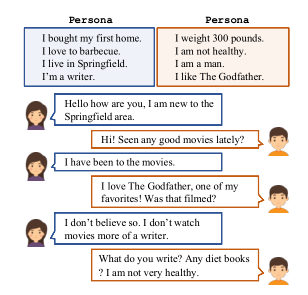 Persona
Persona
I bought my first home.
I love to barbecue.
I live in Springfield.
I'm a writer.
I weight 300 pounds.
I am not healthy.
I am a man.
I like The Godfather.
Hello how are you, I am new to the
Springfield area.
Hi! Seen any good movies lately?
I have been to the movies.
I love The Godfather, one of my
favorites! Was that filmed?
I don't believe so. I don't watch
movies more of a writer.
What do you write? Any diet books
? I am not very healthy.